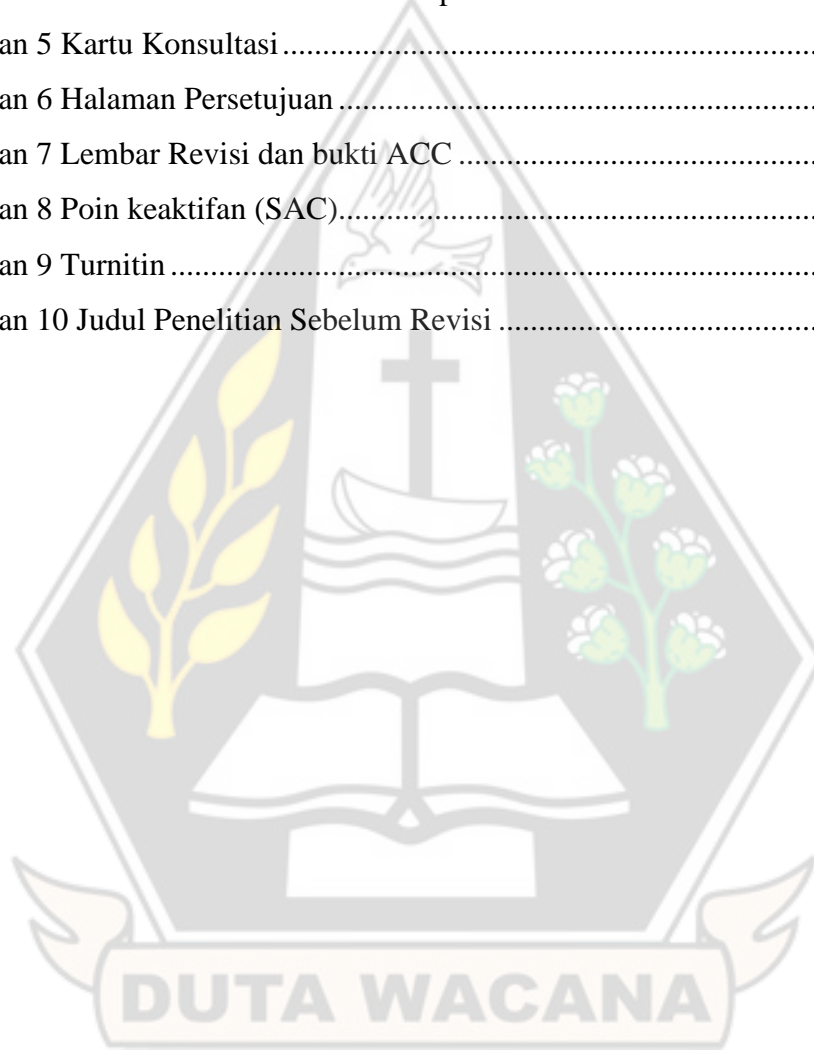 an 5 Kartu Konsultasi................................................................
an 6 Halaman Persetujuan............................................................
an 7 Lembar Revisi dan bukti ACC.............................................
an 8 Poin keaktifan (SAC)............................................................
an 9 Turnitin................................................................................
an 10 Judul Penelitian Sebelum Revisi........................................
DUTA WACANA